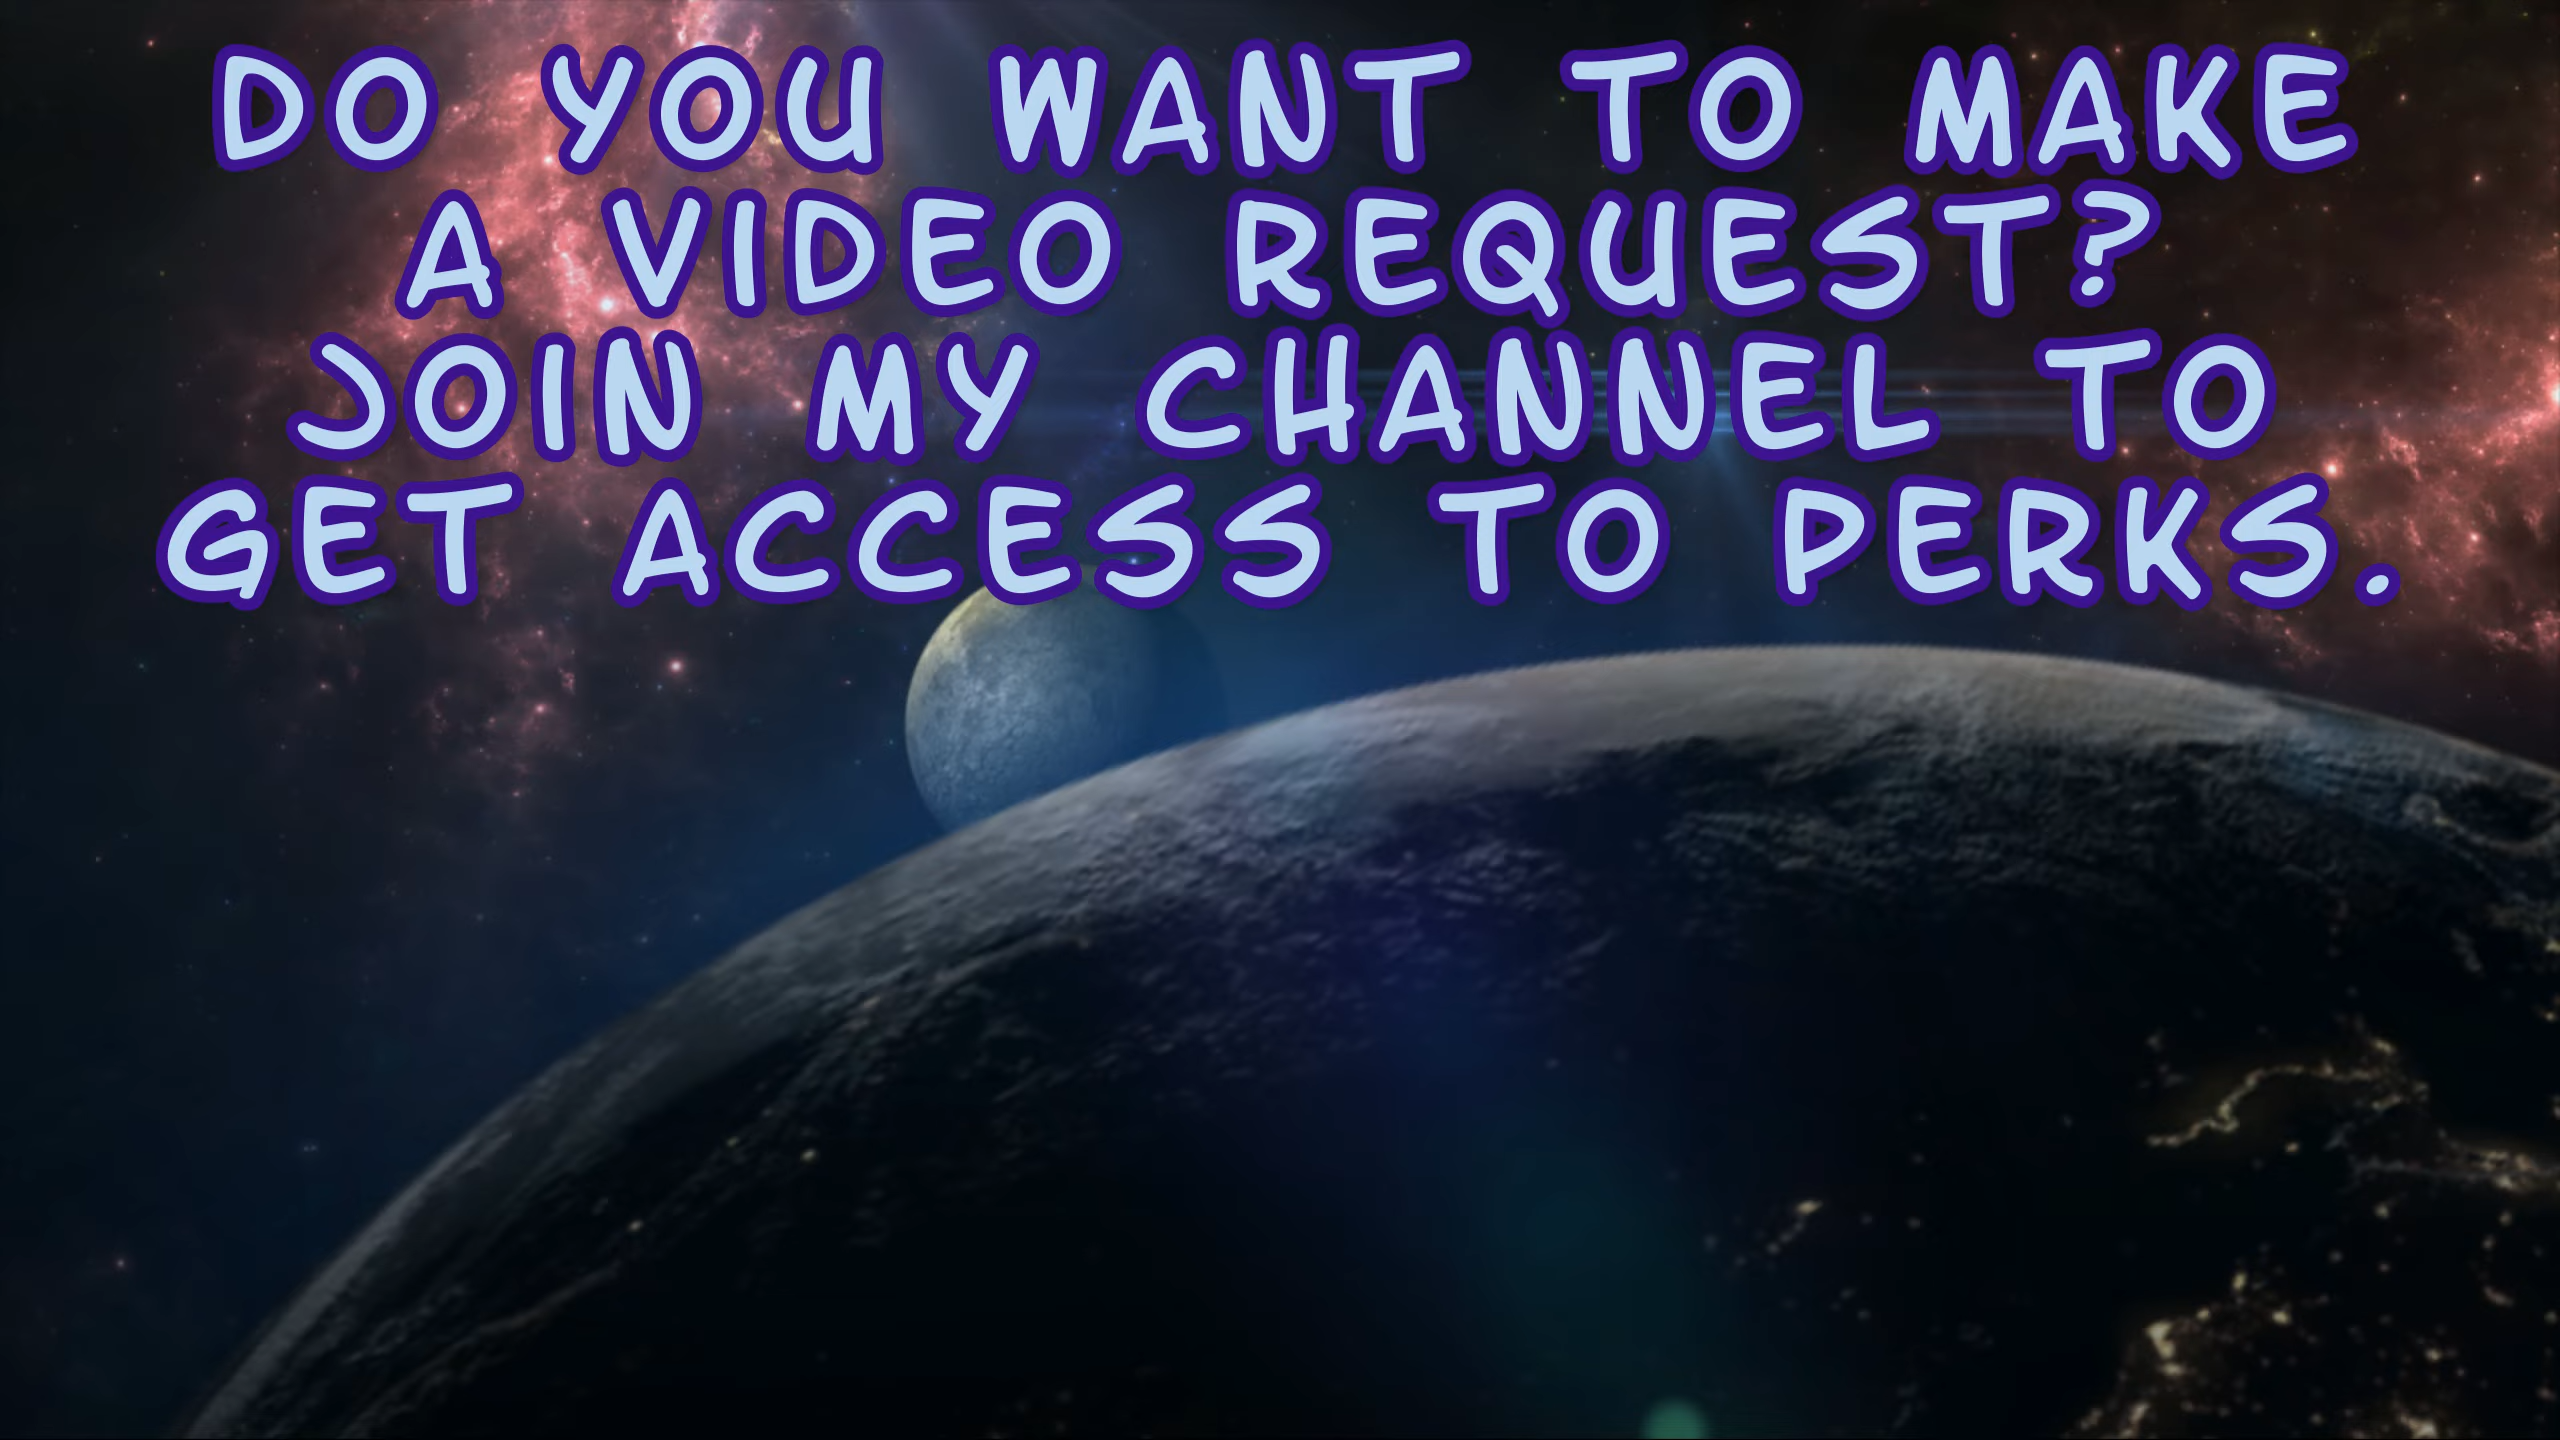 DO YOU WANT TO MAKE
A VIDEO REQUEST?
JOIN MY CHANNEL TO
GET ACCESS TO PERKS.